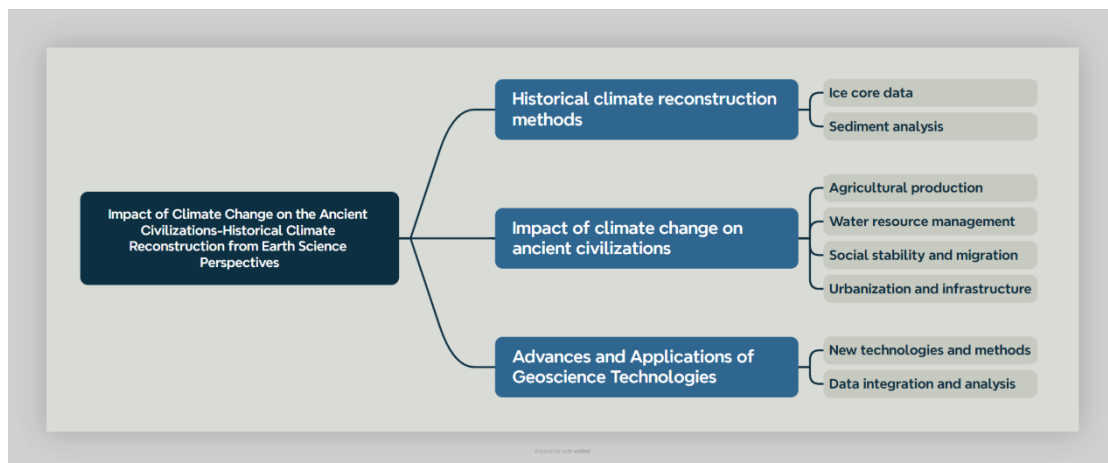 Impact of Climate Change on the Ancient
Civilizations-Historical Climate
Reconstruction from Earth Science
Perspectives
Historical climate reconstruction
methods
Ice core data
Sediment analysis
Impact of climate change on
ancient civilizations
Agricultural production
Water resource management
Social stability and migration
Urbanization and infrastructure
Advances and Applications of
Geoscience Technologies
New technologies and methods
Data integration and analysis